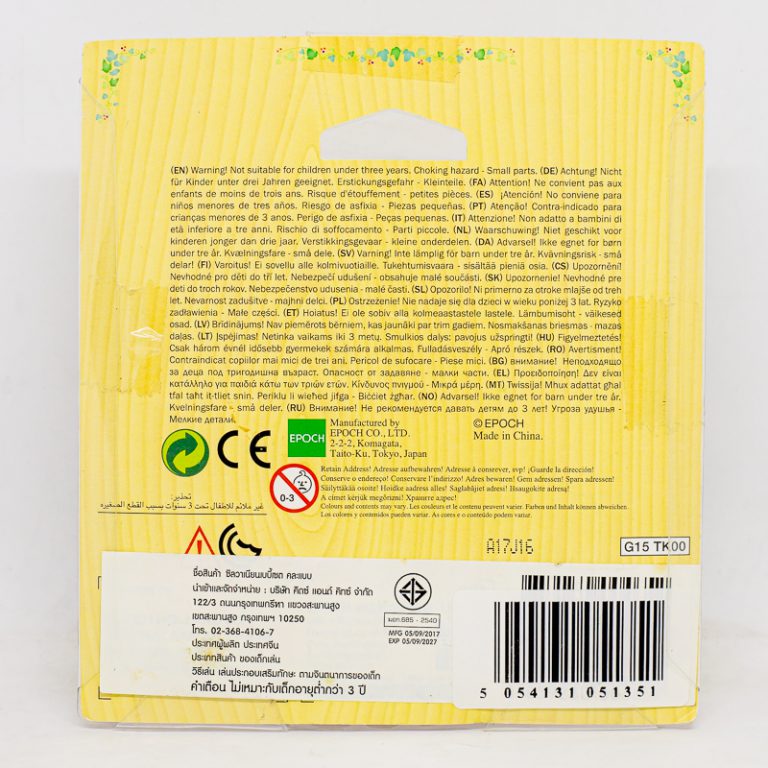 (EN) Warning! Not suitable for children under three years. Choking hazard - Small parts. (DE) Achtung! Nicht
für Kinder unter drei Jahren geeignet. Erstickungsgefahr - Kleinteile. (FA) Attention! Ne convient pas aux
enfants de moins de trois ans. Risque d'étouffement - petites pièces. (ES) ¡Atención! No conviene para
niños menores de tres años. Riesgo de asfixia - Piezas pequeñas. (PT) Atenção! Contra-indicado para
crianças menores de 3 anos. Perigo de asfixia - Peças pequenas. (IT) Attenzione! Non adatto a bambini di
età inferiore a tre anni. Rischio di soffocamento - Parti piccole. (NL) Waarschuwing! Niet geschikt voor
kinderen jonger dan drie jaar. Verstikkingsgevaar - kleine onderdelen. (DA) Advarsel! Ikke egnet for børn
under tre år. Kvælningsfare - små dele. (SV) Varning! Inte lämplig för barn under tre år. Kvävningsrisk - små
delar! (FI) Varoitus! Ei sovellu alle kolmivuotiaille. Tukehtumisvaara - sisältää pieniä osia. (CS) Upozornění!
Nevhodné pro děti do tří let. Nebezpečí udušení - obsahuje malé součásti. (SK) Upozornenie! Nevhodné pre
deti do troch rokov. Nebezpečenstvo udusenia - malé časti. (SL) Opozorilo! Ni primerno za otroke mlajše od treh
let. Nevarnost zadušitve - majhni delci. (PL) Ostrzeżenie! Nie nadaje się dla dzieci w wieku poniżej 3 lat. Ryzyko
zadławienia - Małe części. (ET) Hoiatus! Ei ole sobiv alla kolmeaastastele lastele. Lämbumisoht - väikesed
osad. (LV) Brīdinājums! Nav piemērots bērniem, kas jaunāki par trim gadiem. Nosmakšanas briesmas - mazas
daļas. (LT) Įspėjimas! Netinka vaikams iki 3 metų. Smulkios dalys: pavojus užspringti! (HU) Figyelmeztetés!
Csak három évnél idősebb gyermekek számára alkalmas. Fulladásveszély - Apró részek. (RO) Avertisment!
Contraindicat copiilor mai mici de trei ani. Pericol de sufocare - Piese mici. (BG) внимание! Неподходящо
за деца под тригодишна възраст. Опасност от задавяне - малки части. (EL) Προειδοποίηση! Δεν είναι
κατάλληλο για παιδιά κάτω των τριών ετών. Κίνδυνος πνιγμού - Μικρά μέρη. (MT) Twissija! Mhux adattat għal
tfal taħt it-tliet snin. Periklu li wieħed jifga - Biċċiet żgħar. (NO) Advarsel! Ikke egnet for barn under tre år.
Kvelningsfare - små deler. (RU) Внимание! Не рекомендуется давать детям до 3 лет! Угроза удушья -
Мелкие детали.
CE
EPOCH
Manufactured by
EPOCH CO., LTD.
2-2-2, Komagata,
Taito-Ku, Tokyo, Japan
© EPOCH
Made in China.
0-3
Retain Address! Adresse aufbewahren! Adresse à conserver, svp! ¡Guarde la dirección!
Conserve o endereço! Conservare l'indirizzo! Adres bewaren! Gem adressen! Spara adressen!
Säilyttäkää osoite! Hoidke aadress alles! Saglabājiet adresi! Išsaugokite adresą!
A címet kérjük megőrizni! Храните адрес!
Colours and contents may vary. Les couleurs et le contenu peuvent varier. Farben und Inhalt können abweichen.
Los colores y contenidos pueden variar. As cores e o conteúdo podem variar.
تحذير:
غير ملائم للاطفال تحت 3 سنوات بسبب القطع الصغيره
A17J16
G15 TK00
ชื่อสินค้า ซิลวาเนียนเบบี้เซต คละแบบ
นำเข้าและจัดจำหน่าย : บริษัท คิตซ์ แอนด์ คิทซ์ จำกัด
122/3 ถนนกรุงเทพกรีฑา แขวงสะพานสูง
เขตสะพานสูง กรุงเทพฯ 10250
โทร. 02-368-4106-7
ประเทศผู้ผลิต ประเทศจีน
ประเภทสินค้า ของเด็กเล่น
วิธีเล่น เล่นประกอบเสริมทักษะ ตามจินตนาการของเด็ก
คำเตือน ไม่เหมาะกับเด็กอายุต่ำกว่า 3 ปี
มอก.685 - 2540
MFG 05/09/2017
EXP 05/09/2027
5 054131 051351